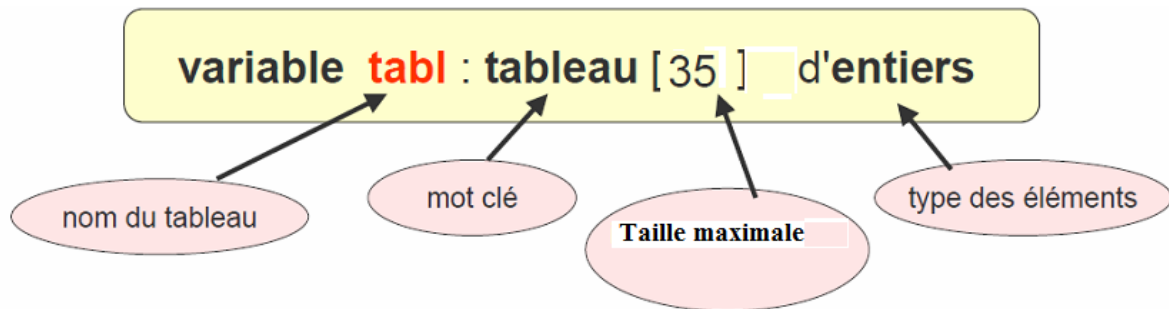 variable tabl : tableau [ 35 ] d'entiers
nom du tableau
mot clé
Taille maximale
type des éléments